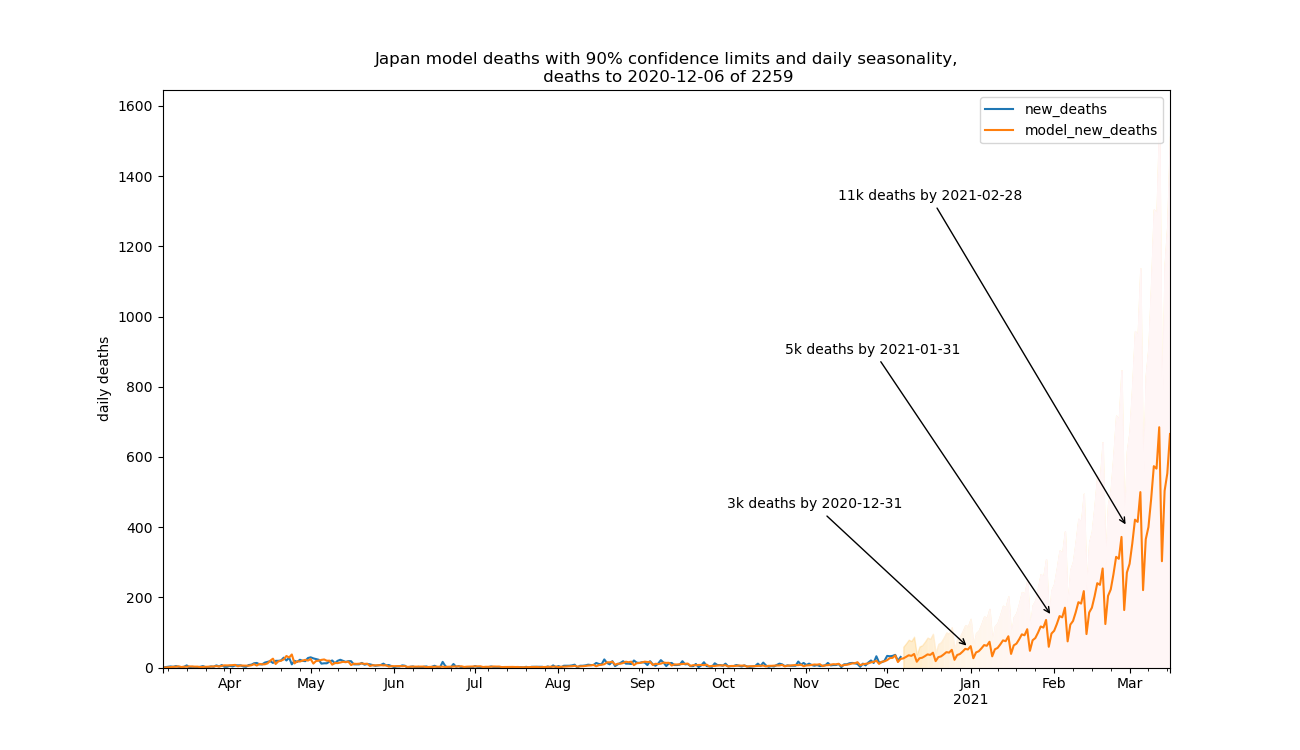 Japan model deaths with 90% confidence limits and daily seasonality,
deaths to 2020-12-06 of 2259
new_deaths
model_new_deaths
daily deaths
1600
1400
1200
1000
800
600
400
200
0
11k deaths by 2021-02-28
5k deaths by 2021-01-31
3k deaths by 2020-12-31
Apr May Jun Jul Aug Sep Oct Nov Dec Jan Feb Mar
2021